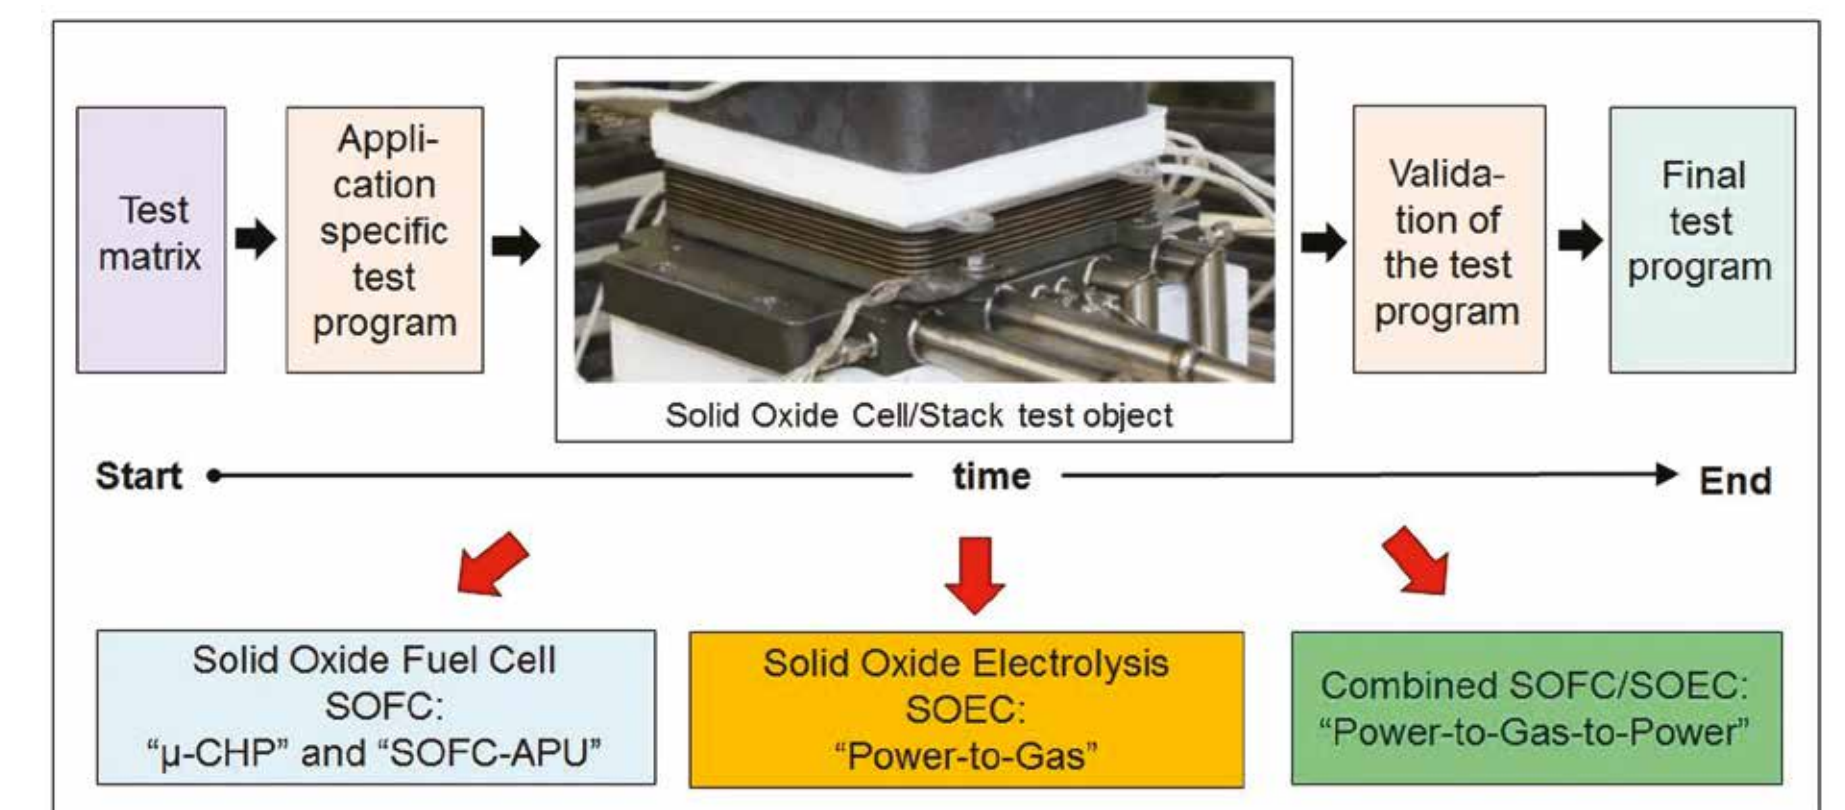 Test
matrix
Appli-
cation
specific
test
program
Solid Oxide Cell/Stack test object
Valida-
tion of
the test
program
Final
test
program
Start
time
End
Solid Oxide Fuel Cell
SOFC:
“µ-CHP” and “SOFC-APU”
Solid Oxide Electrolysis
SOEC:
“Power-to-Gas”
Combined SOFC/SOEC:
“Power-to-Gas-to-Power”